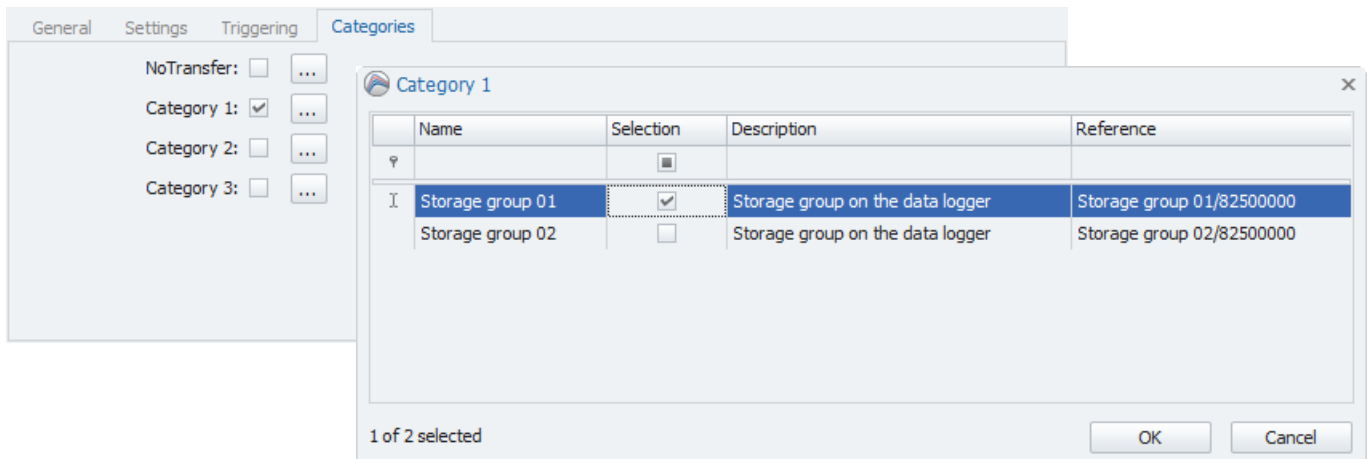 General Settings Triggering Categories
NoTransfer: ...
Category 1: ...
Category 2: ...
Category 3: ...
Category 1
Name Selection Description Reference
Storage group 01 Storage group on the data logger Storage group 01/82500000
Storage group 02 Storage group on the data logger Storage group 02/82500000
1 of 2 selected OK Cancel